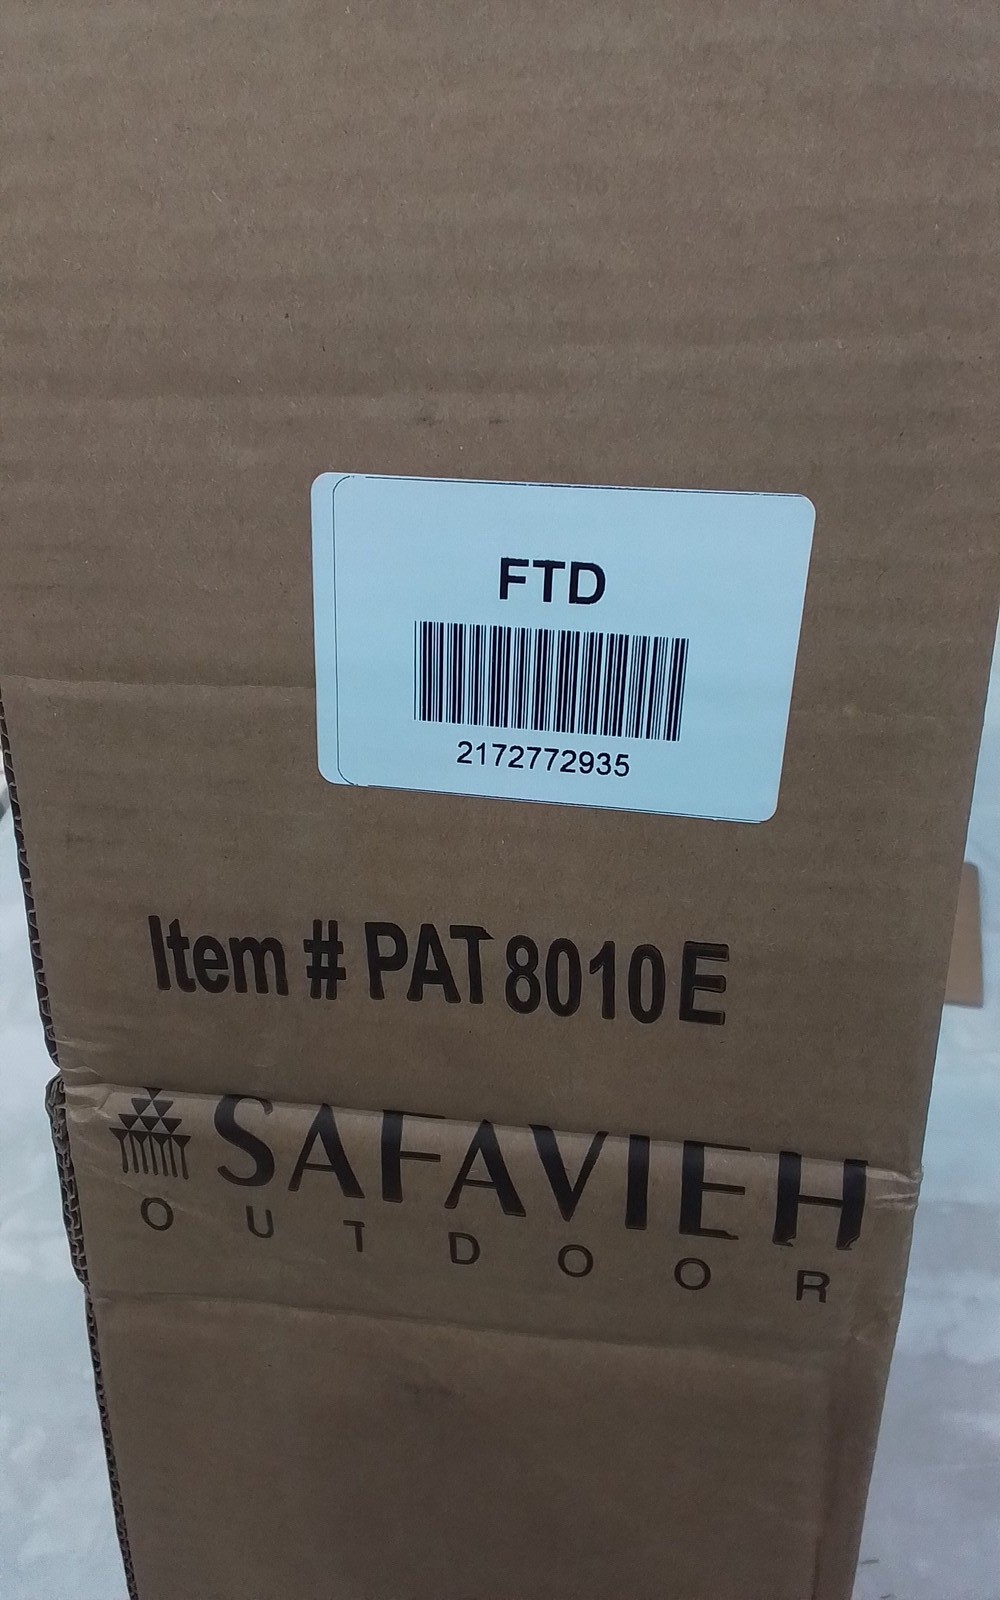 FTD
2172772935
Item # PAT 8010 E
SAFAVIEH
OUTDOOR